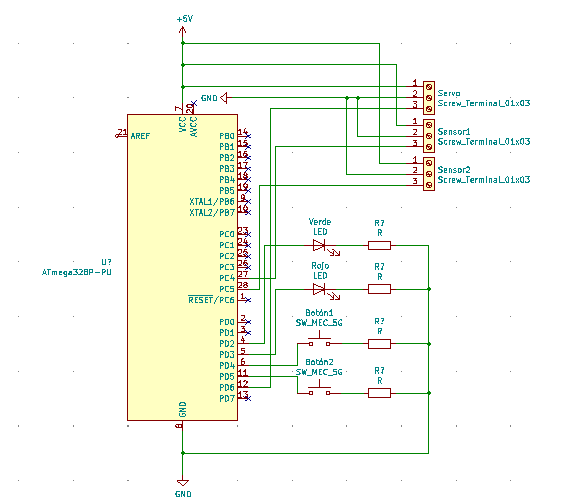 +5V
GND
7
20
VCC
AVCC
21
AREF
PB0
14
PB1
15
PB2
16
PB3
17
PB4
18
PB5
19
XTAL1/PB6
9
XTAL2/PB7
10
PC0
23
PC1
24
PC2
25
PC3
26
PC4
27
PC5
28
RESET/PC6
1
PD0
2
PD1
3
PD2
4
PD3
5
PD4
6
PD5
11
PD6
12
PD7
13
U?
ATmega328P-PU
GND
8
GND
1
2
3
Servo
Screw_Terminal_01x03
1
2
3
Sensor1
Screw_Terminal_01x03
1
2
3
Sensor2
Screw_Terminal_01x03
Verde
LED
R?
R
Rojo
LED
R?
R
Botón1
SW_MEC_5G
R?
R
Botón2
SW_MEC_5G
R?
R